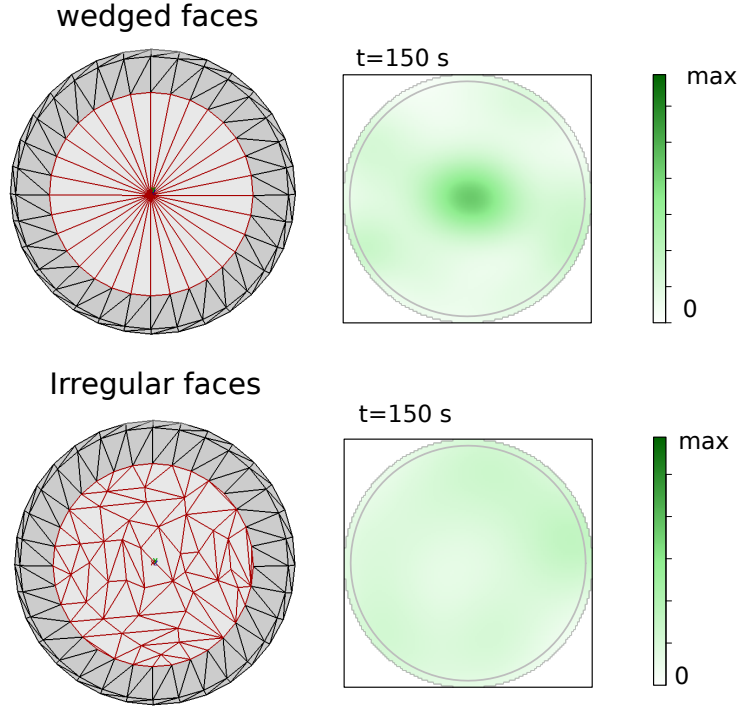 wedged faces
t=150 s
max
0
Irregular faces
t=150 s
max
0